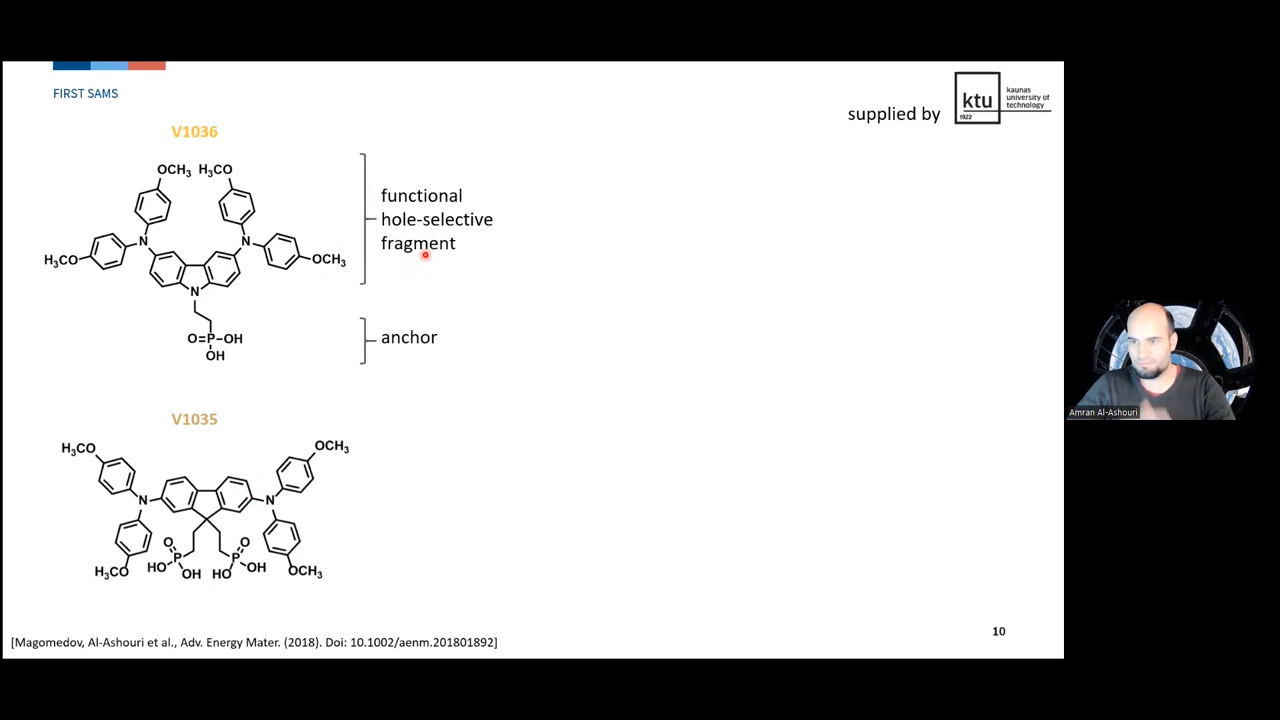 FIRST SAMS
supplied by
ktu
1922
kaunas
university of
technology
V1036
OCH₃ H₃CO
N N
H₃CO OCH₃
N
O=P-OH
OH
functional
hole-selective
fragment
anchor
V1035
H₃CO OCH₃
N N
O O
P P
HO OH HO OH
H₃CO OCH₃
[Magomedov, Al-Ashouri et al., Adv. Energy Mater. (2018). Doi: 10.1002/aenm.201801892]
10
Amran Al-Ashouri